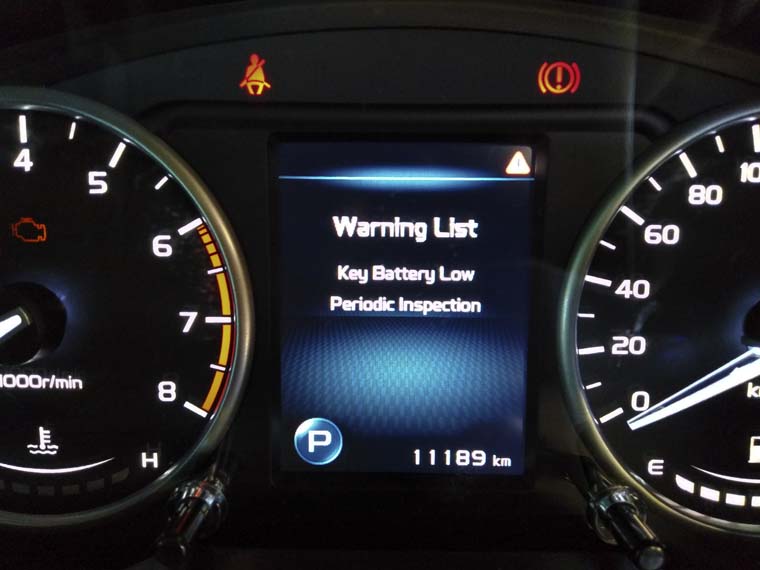 4
5
6
7
8
1000r/min
H
Warning List
Key Battery Low
Periodic Inspection
P
11189 km
80
60
40
20
0
E